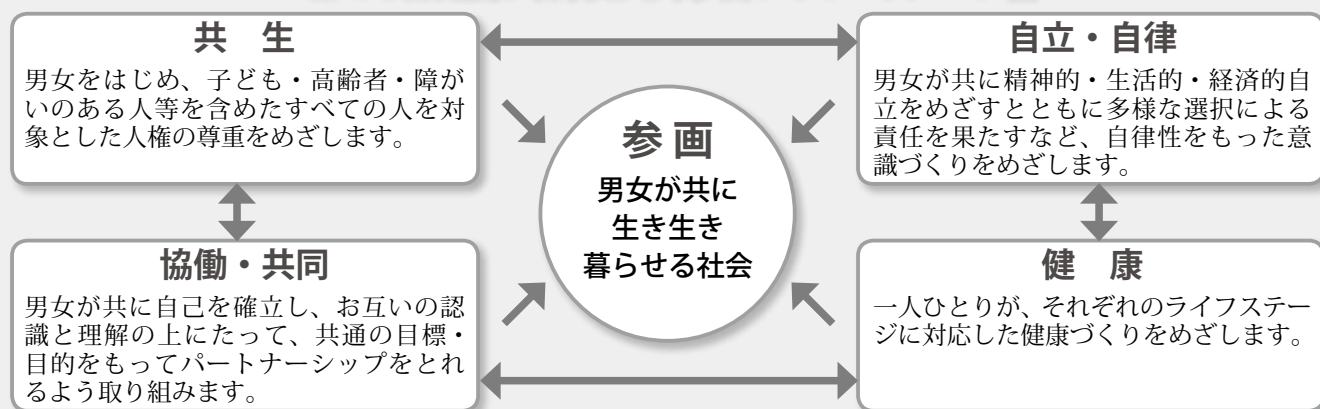 共　生
男女をはじめ、子ども・高齢者・障が
いのある人等を含めたすべての人を対
象とした人権の尊重をめざします。
自立・自律
男女が共に精神的・生活的・経済的自
立をめざすとともに多様な選択による
責任を果たすなど、自律性をもった意
識づくりをめざします。
参画
男女が共に
生き生き
暮らせる社会
協働・共同
男女が共に自己を確立し、お互いの認
識と理解の上にたって、共通の目標・
目的をもってパートナーシップをとれ
るよう取り組みます。
健　康
一人ひとりが、それぞれのライフステー
ジに対応した健康づくりをめざします。